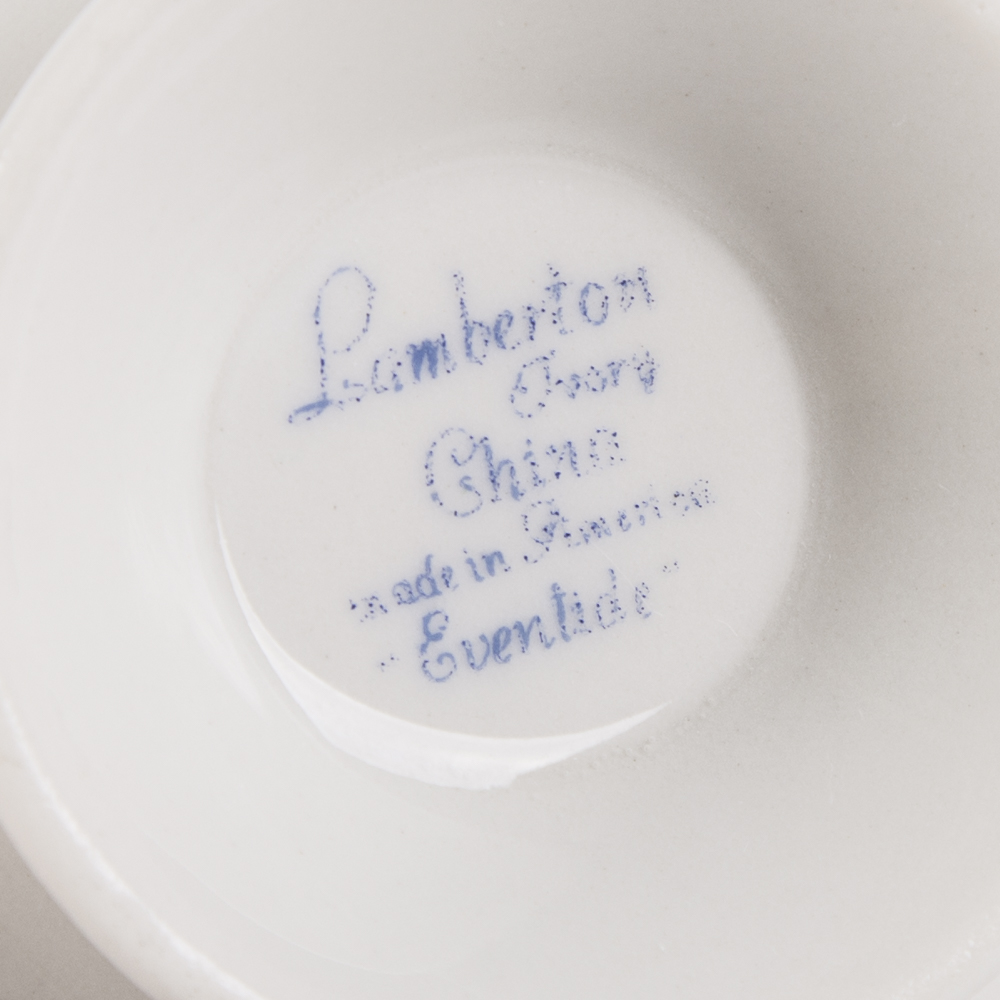 Lamberton
Ivory
China
made in America
"Eventide"